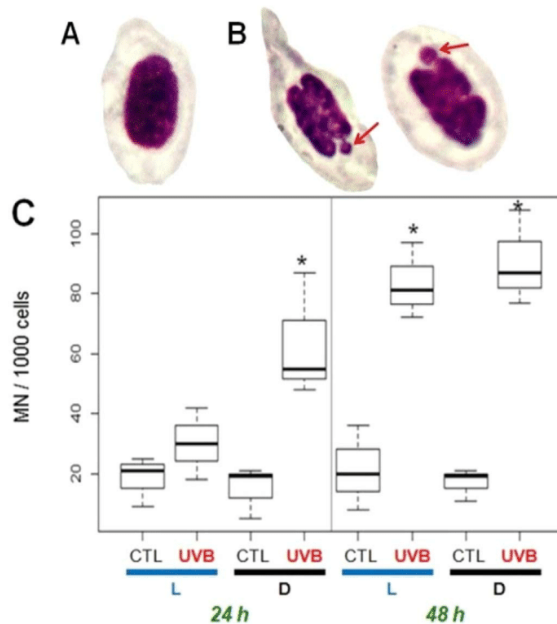 A
B
C
MN / 1000 cells
100
80
60
40
20
*
*
*
CTL UVB CTL UVB CTL UVB CTL UVB
L D L D
24 h 48 h